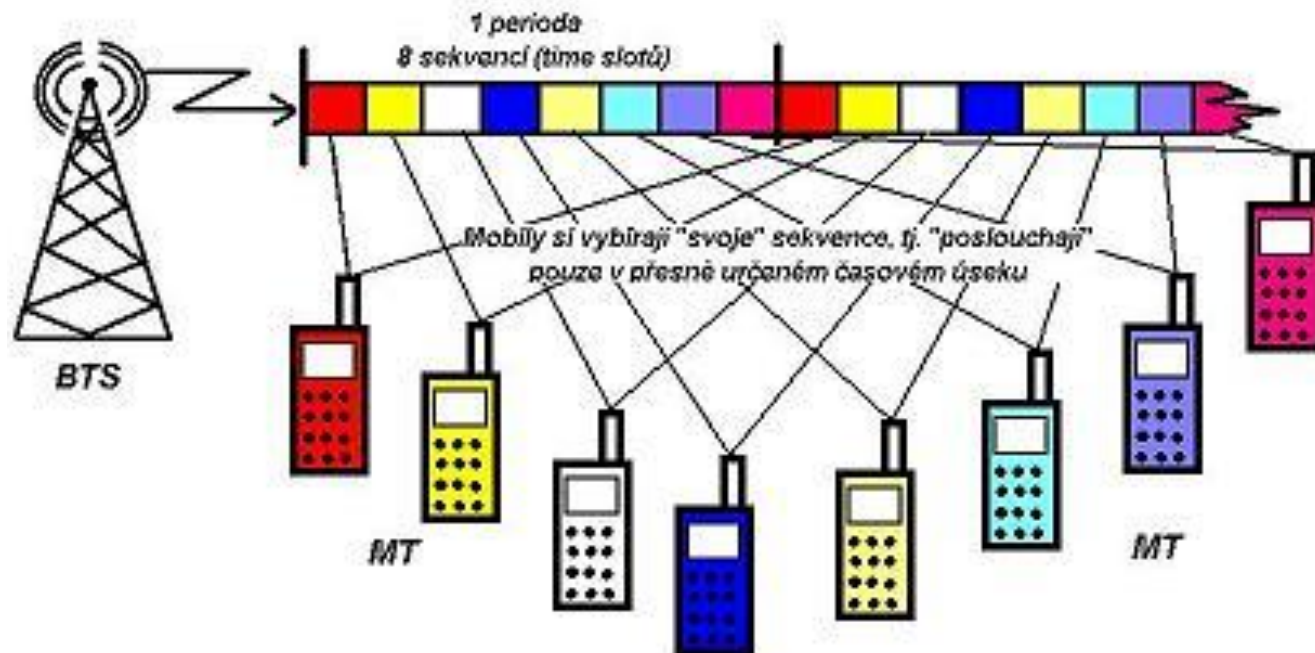 1 perioda
8 sekvencí (time slotů)
Mobily si vybírají "svoje" sekvence, tj. "poslouchají"
pouze v přesně určeném časovém úseku
BTS
MT
MT